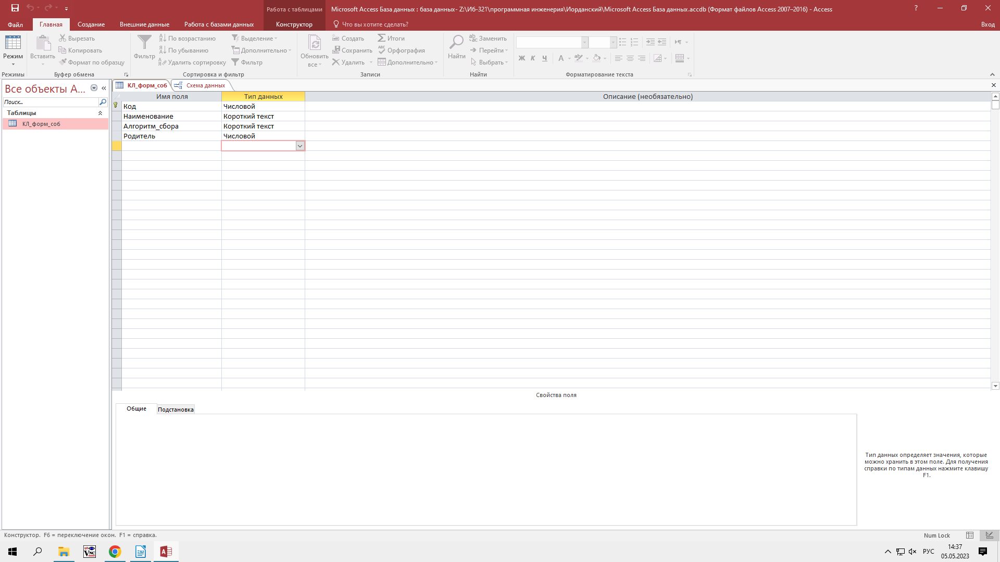 Работа с таблицами
Microsoft Access База данных : база данных- Z:\Иб-321\программная инженерия\Иорданский\Microsoft Access База данных.accdb (Формат файлов Access 2007–2016) - Access
?
Файл Главная Создание Внешние данные Работа с базами данных Конструктор Что вы хотите сделать? Вход
Режим
Режимы
Вставить
Вырезать
Копировать
Формат по образцу
Буфер обмена
Фильтр
По возрастанию
По убыванию
Удалить сортировку
Выделение
Дополнительно
Фильтр
Сортировка и фильтр
Обновить
все
Создать
Сохранить
Удалить
Итоги
Орфография
Дополнительно
Записи
Найти
Заменить
Перейти
Выбрать
Найти
Ж К Ч А
Форматирование текста
Все объекты A...
Поиск...
Таблицы
КЛ_форм_соб
КЛ_форм_соб Схема данных
Имя поля Тип данных Описание (необязательно)
Код Числовой
Наименование Короткий текст
Алгоритм_сбора Короткий текст
Родитель Числовой
Свойства поля
Общие Подстановка
Тип данных определяет значения, которые
можно хранить в этом поле. Для получения
справки по типам данных нажмите клавишу
F1.
Конструктор. F6 = переключение окон. F1 = справка.
Num Lock
РУС
14:37
05.05.2023